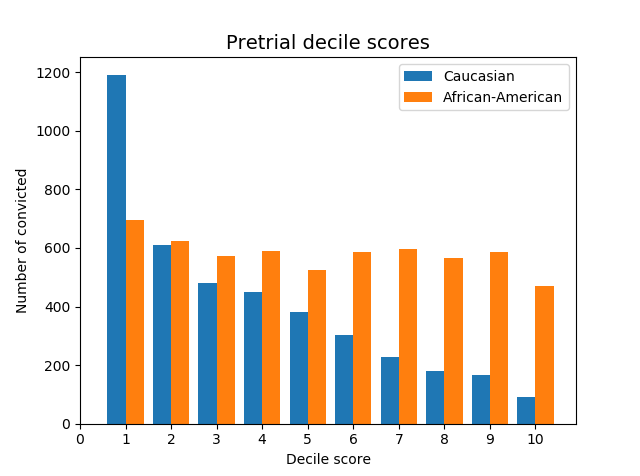 Pretrial decile scores
Caucasian
African-American
1200
1000
800
600
400
200
0
Number of convicted
0 1 2 3 4 5 6 7 8 9 10
Decile score